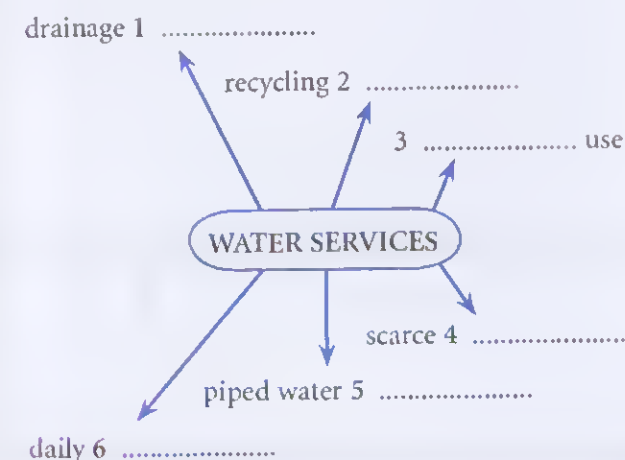 drainage 1 ......................
recycling 2 ......................
3 ...................... use
WATER SERVICES
scarce 4 ......................
piped water 5 ......................
daily 6 ......................